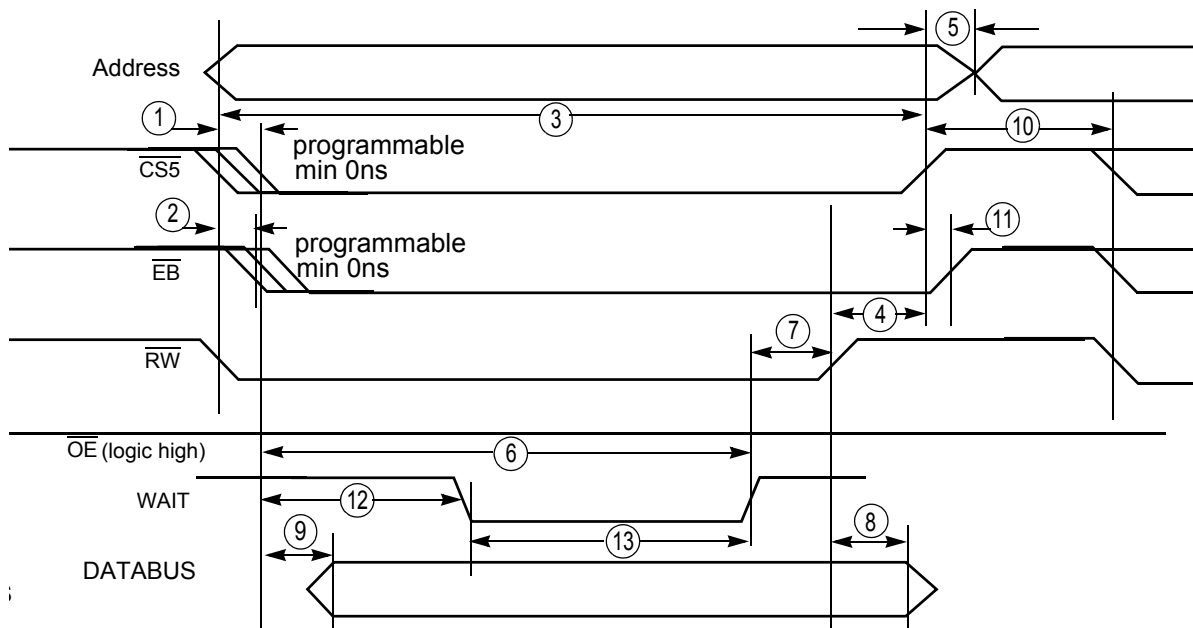 5
Address
1
3
10
programmable
min 0ns
CS5
2
11
programmable
min 0ns
EB
4
7
RW
OE (logic high)
6
WAIT
12
13
8
9
DATABUS